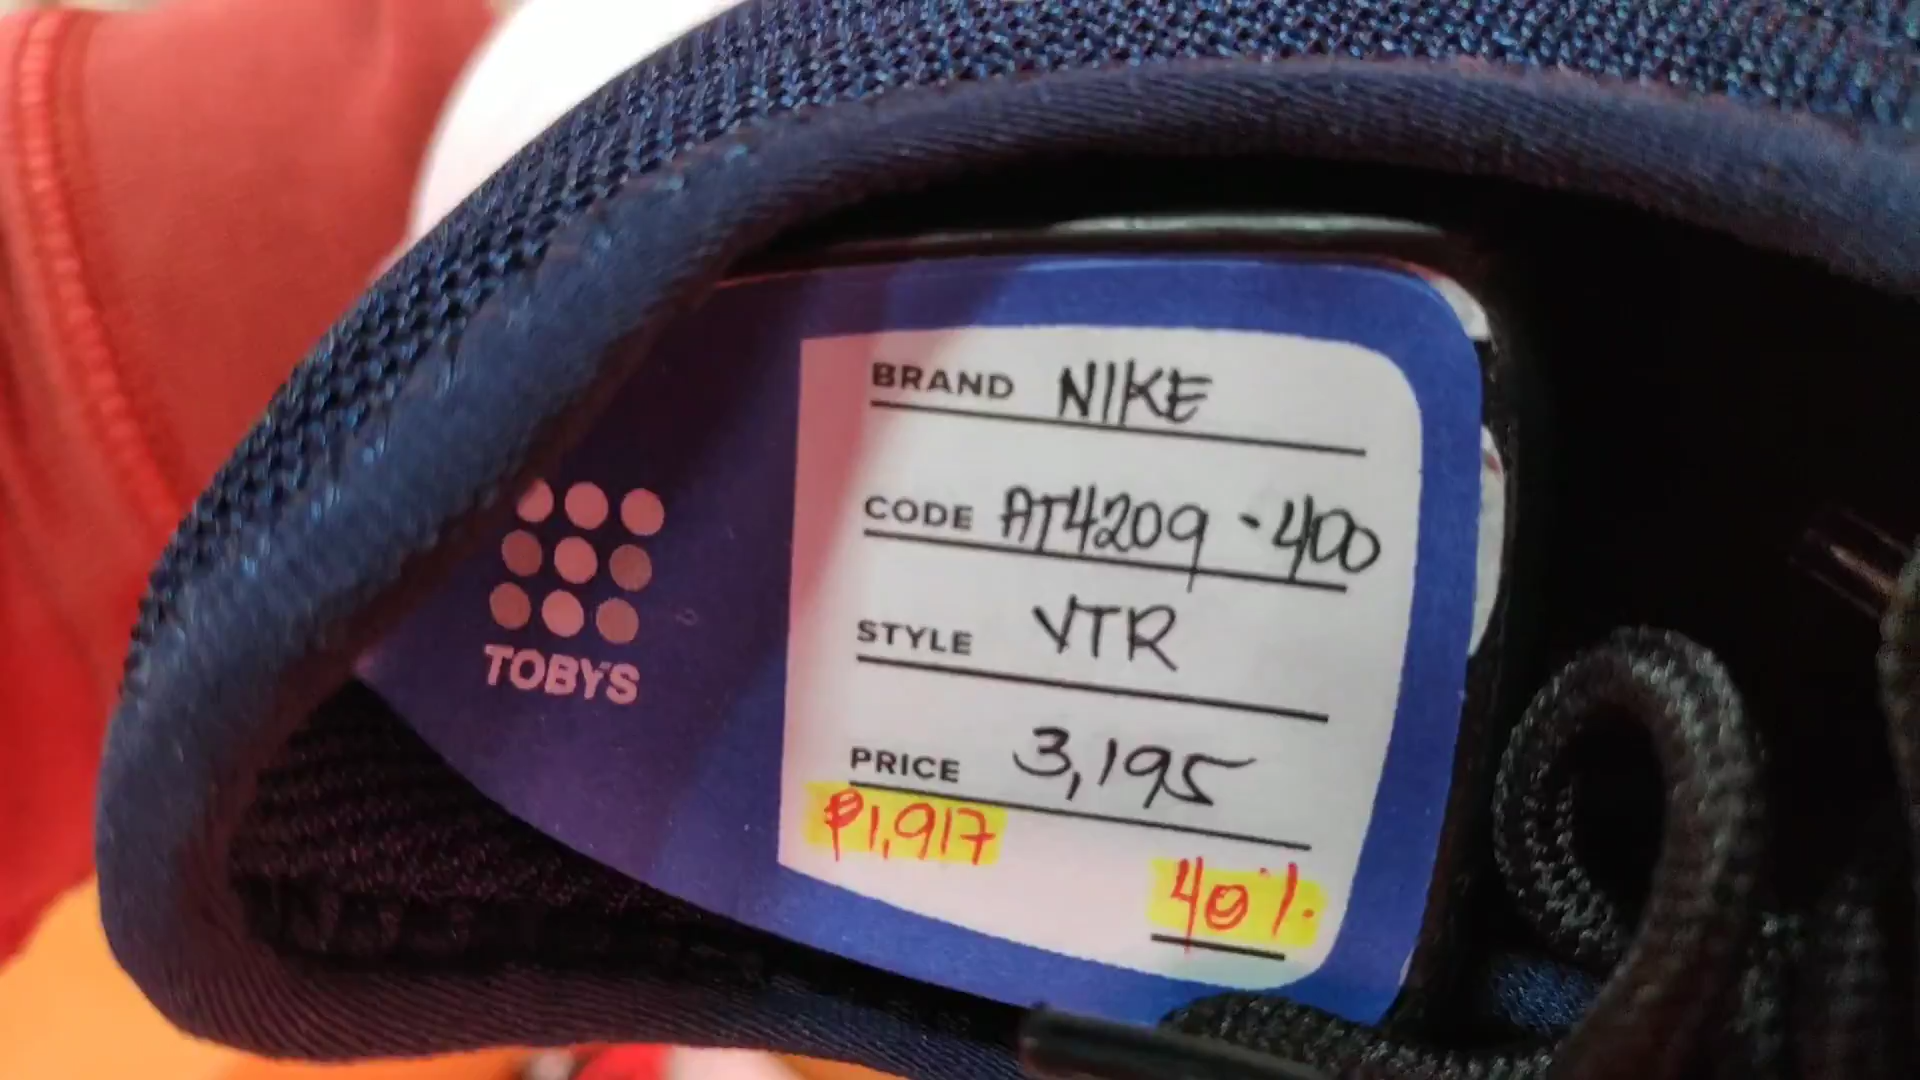 TOBYS
BRAND NIKE
CODE AT4209-400
STYLE VTR
PRICE 3,195
₱1,917
40%